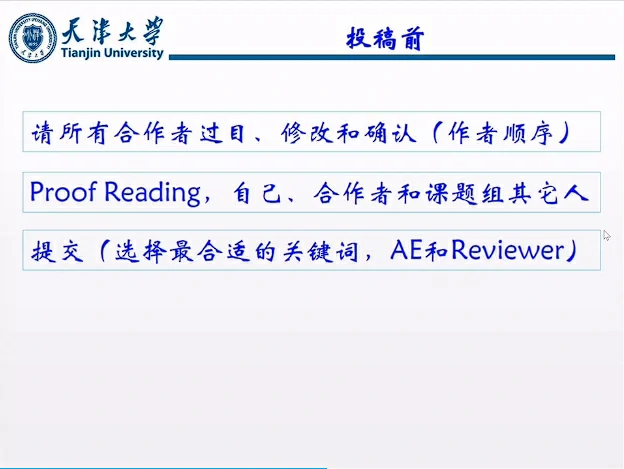 天津大学
Tianjin University
投稿前
请所有合作者过目、修改和确认（作者顺序）
Proof Reading，自己、合作者和课题组其它人
提交（选择最合适的关键词，AE和Reviewer）